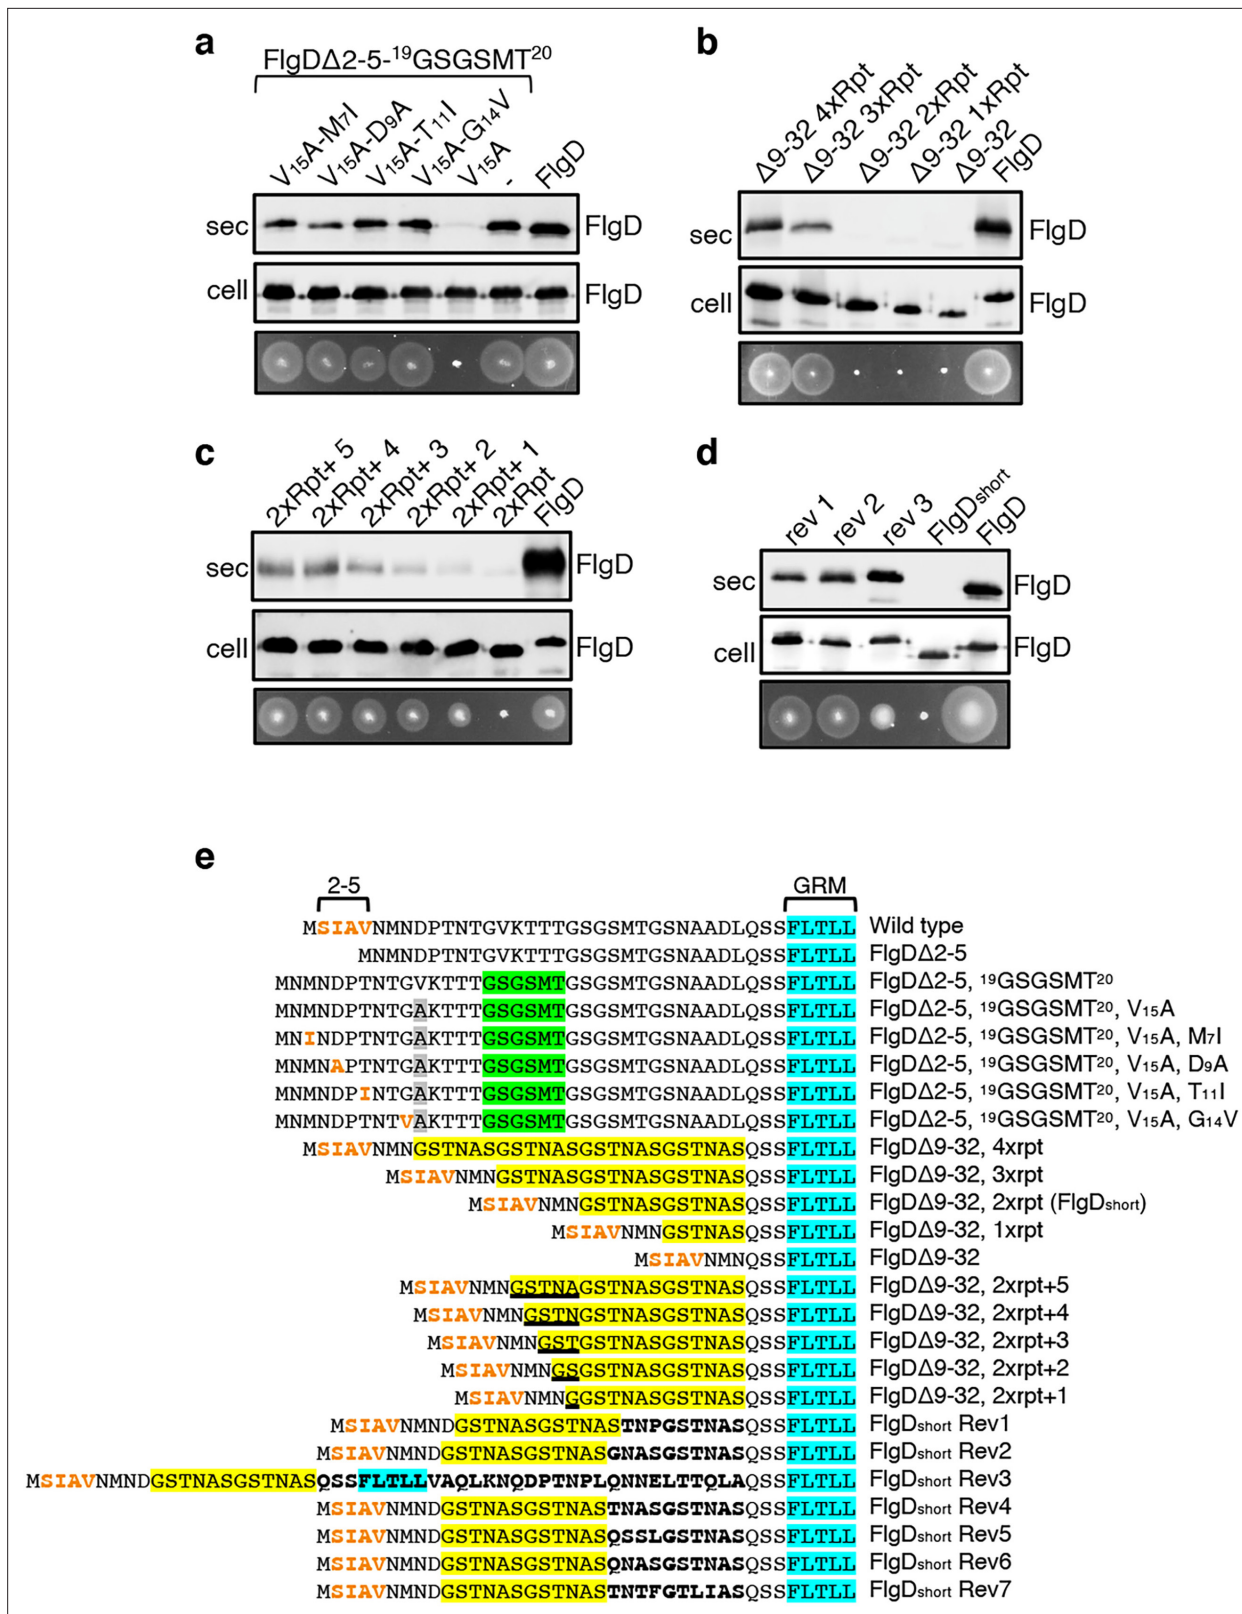 a
FlgDΔ2-5-¹⁹GSGSMT²⁰
V₁₅A-M₇I
V₁₅A-D₉A
V₁₅A-T₁₁I
V₁₅A-G₁₄V
V₁₅A
-
FlgD
sec
FlgD
cell
FlgD
b
Δ9-32 4xRpt
Δ9-32 3xRpt
Δ9-32 2xRpt
Δ9-32 1xRpt
Δ9-32
FlgD
sec
FlgD
cell
FlgD
c
2xRpt+ 5
2xRpt+ 4
2xRpt+ 3
2xRpt+ 2
2xRpt+ 1
2xRpt
FlgD
sec
FlgD
cell
FlgD
d
rev 1
rev 2
rev 3
FlgDshort
FlgD
sec
FlgD
cell
FlgD
e
2-5 GRM
MSIAVNMNDPTNTGVKTTTGSGSMTGSNAADLQSSFLTLL Wild type
MNMNDPTNTGVKTTTGSGSMTGSNAADLQSSFLTLL FlgDΔ2-5
MNMNDPTNTGVKTTTGSGSMTGSGSMTGSNAADLQSSFLTLL FlgDΔ2-5, ¹⁹GSGSMT²⁰
MNMNDPTNTGAKTTTGSGSMTGSGSMTGSNAADLQSSFLTLL FlgDΔ2-5, ¹⁹GSGSMT²⁰, V₁₅A
MNINDPTNTGAKTTTGSGSMTGSGSMTGSNAADLQSSFLTLL FlgDΔ2-5, ¹⁹GSGSMT²⁰, V₁₅A, M₇I
MNMNAPTNTGAKTTTGSGSMTGSGSMTGSNAADLQSSFLTLL FlgDΔ2-5, ¹⁹GSGSMT²⁰, V₁₅A, D₉A
MNMNDPINTGAKTTTGSGSMTGSGSMTGSNAADLQSSFLTLL FlgDΔ2-5, ¹⁹GSGSMT²⁰, V₁₅A, T₁₁I
MNMNDPTNTVAKTTTGSGSMTGSGSMTGSNAADLQSSFLTLL FlgDΔ2-5, ¹⁹GSGSMT²⁰, V₁₅A, G₁₄V
MSIAVNMNGSTNASGSTNASGSTNASGSTNASQSSFLTLL FlgDΔ9-32, 4xrpt
MSIAVNMNGSTNASGSTNASGSTNASQSSFLTLL FlgDΔ9-32, 3xrpt
MSIAVNMNGSTNASGSTNASQSSFLTLL FlgDΔ9-32, 2xrpt (FlgDshort)
MSIAVNMNGSTNASQSSFLTLL FlgDΔ9-32, 1xrpt
MSIAVNMNQSSFLTLL FlgDΔ9-32
MSIAVNMNGSTNAGSTNASGSTNASQSSFLTLL FlgDΔ9-32, 2xrpt+5
MSIAVNMNGSTNGSTNASGSTNASQSSFLTLL FlgDΔ9-32, 2xrpt+4
MSIAVNMNGSTGSTNASGSTNASQSSFLTLL FlgDΔ9-32, 2xrpt+3
MSIAVNMNGSGSTNASGSTNASQSSFLTLL FlgDΔ9-32, 2xrpt+2
MSIAVNMNGGSTNASGSTNASQSSFLTLL FlgDΔ9-32, 2xrpt+1
MSIAVNMNDGSTNASGSTNASTNPGSTNASQSSFLTLL FlgDshort Rev1
MSIAVNMNDGSTNASGSTNASGNASGSTNASQSSFLTLL FlgDshort Rev2
MSIAVNMNDGSTNASGSTNASQSSFLTLLVAQLKNQDPTNPLQNNELTTQLAQSSFLTLL FlgDshort Rev3
MSIAVNMNDGSTNASGSTNASTNASGSTNASQSSFLTLL FlgDshort Rev4
MSIAVNMNDGSTNASGSTNASQSSLGSTNASQSSFLTLL FlgDshort Rev5
MSIAVNMNDGSTNASGSTNASQNASGSTNASQSSFLTLL FlgDshort Rev6
MSIAVNMNDGSTNASGSTNASTNTFGTLIASQSSFLTLL FlgDshort Rev7